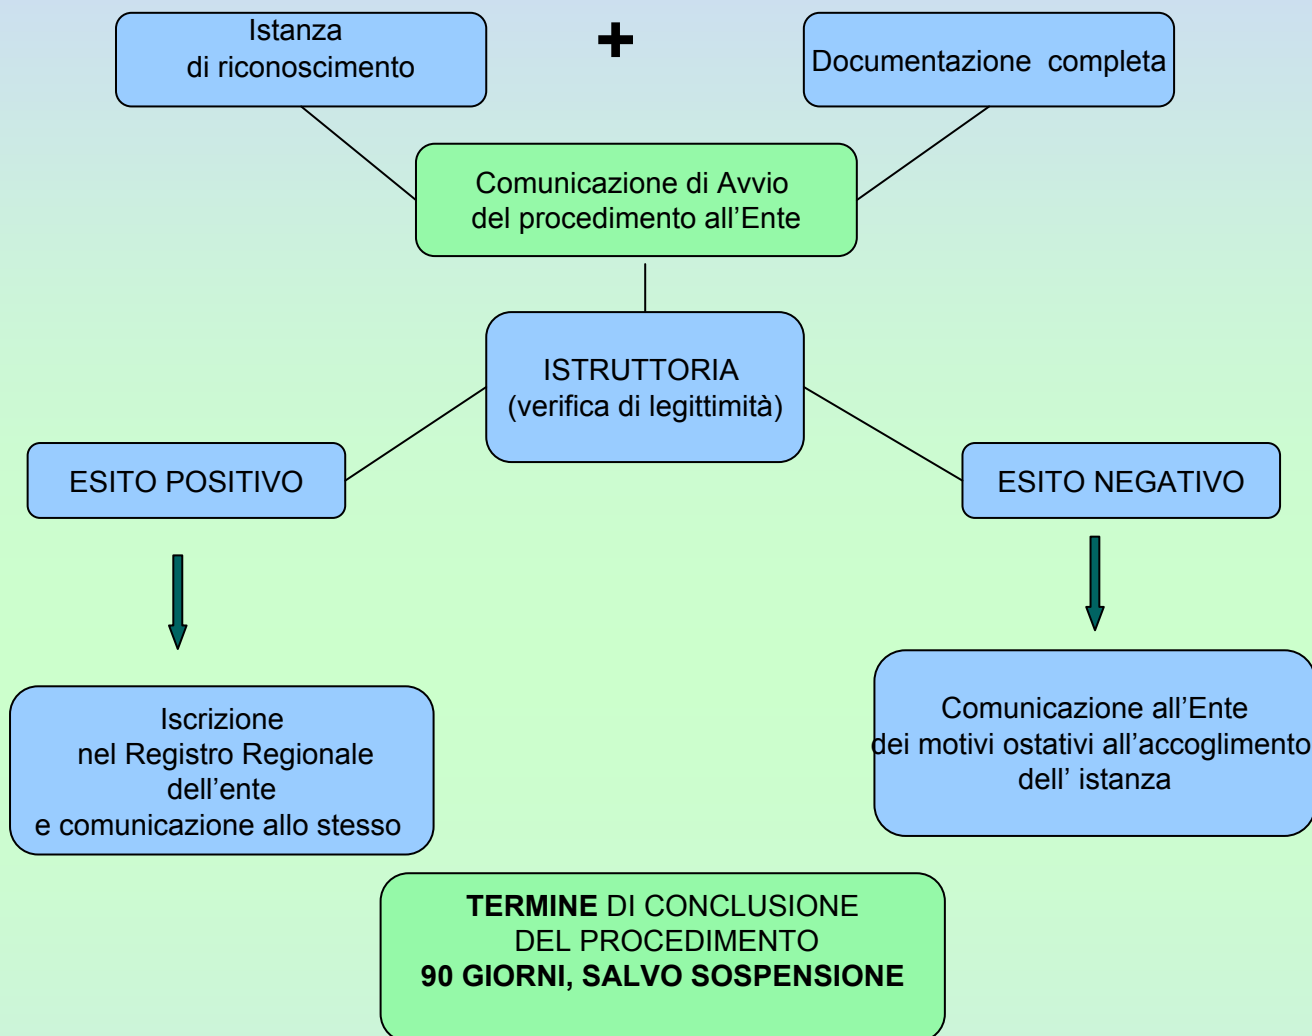 Istanza
di riconoscimento
+
Documentazione completa
Comunicazione di Avvio
del procedimento all’Ente
ISTRUTTORIA
(verifica di legittimità)
ESITO POSITIVO
ESITO NEGATIVO
Iscrizione
nel Registro Regionale
dell’ente
e comunicazione allo stesso
Comunicazione all’Ente
dei motivi ostativi all’accoglimento
dell’ istanza
TERMINE DI CONCLUSIONE
DEL PROCEDIMENTO
90 GIORNI, SALVO SOSPENSIONE